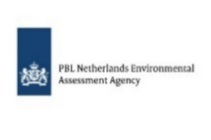 PBL Netherlands Environmental
Assessment Agency